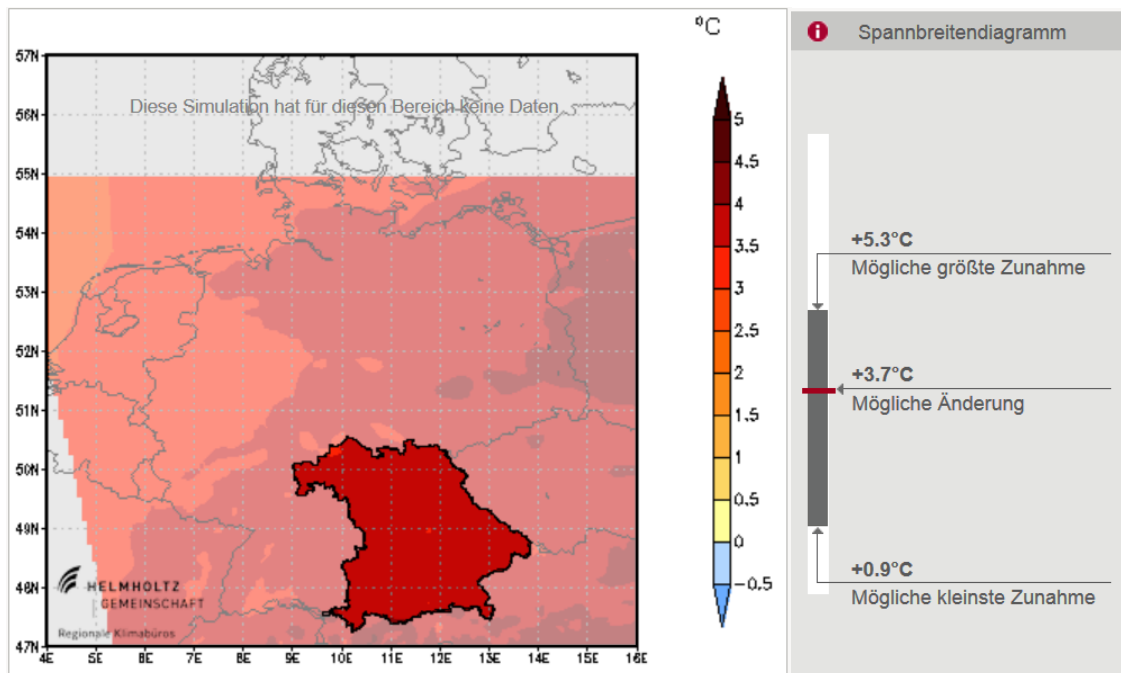 °C
57N
56N
55N
54N
53N
52N
51N
50N
49N
48N
47N
4E
5E
6E
7E
8E
9E
10E
11E
12E
13E
14E
15E
16E
Diese Simulation hat für diesen Bereich keine Daten
HELMHOLTZ
GEMEINSCHAFT
Regionale Klimabüros
5
4.5
4
3.5
3
2.5
2
1.5
1
0.5
0
-0.5
i Spannbreitendiagramm
+5.3°C
Mögliche größte Zunahme
+3.7°C
Mögliche Änderung
+0.9°C
Mögliche kleinste Zunahme